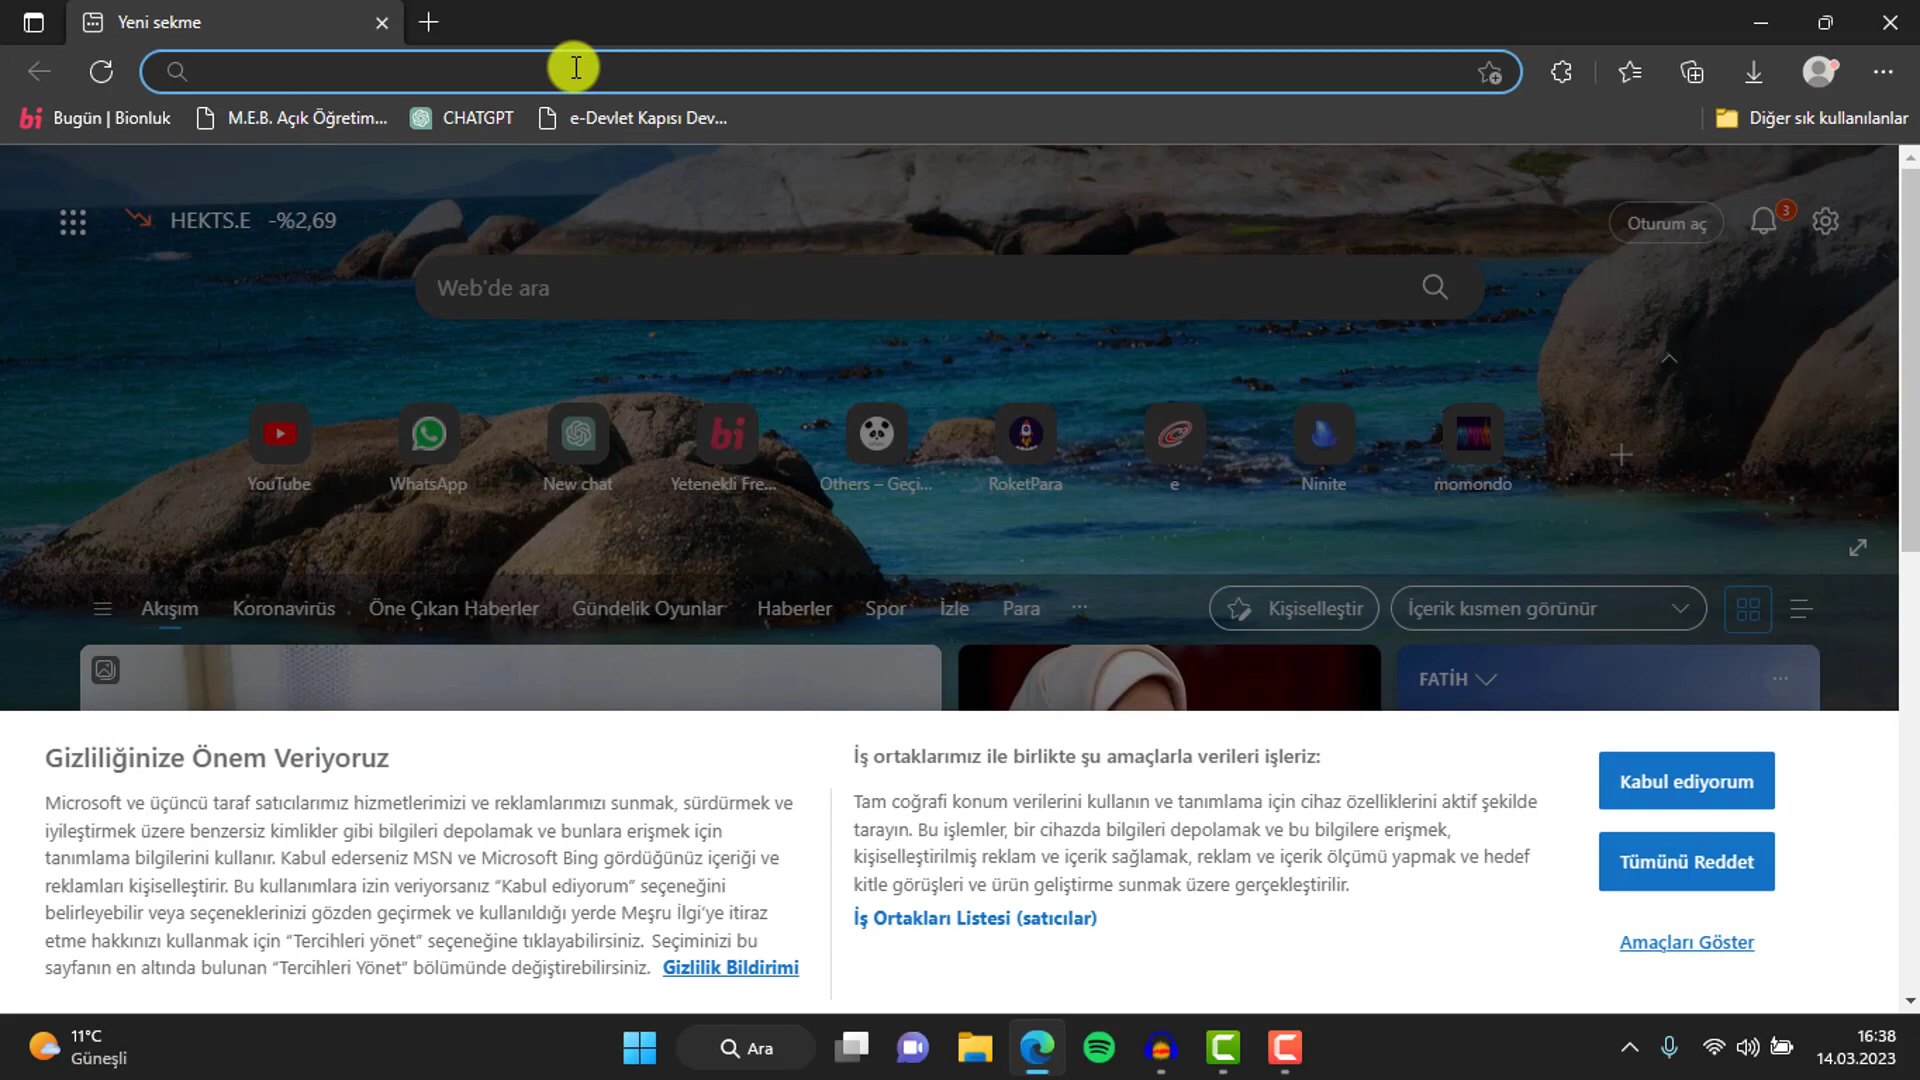 Yeni sekme
Bugün | Bionluk
M.E.B. Açık Öğretim...
CHATGPT
e-Devlet Kapısı Dev...
Diğer sık kullanılanlar
HEKTS.E -%2,69
Oturum aç
3
Web'de ara
YouTube
WhatsApp
New chat
Yetenekli Fre...
Others – Geçi...
RoketPara
e
Ninite
momondo
Akışım
Koronavirüs
Öne Çıkan Haberler
Gündelik Oyunlar
Haberler
Spor
İzle
Para
Kişiselleştir
İçerik kısmen görünür
FATİH
Gizliliğinize Önem Veriyoruz
Microsoft ve üçüncü taraf satıcılarımız hizmetlerimizi ve reklamlarımızı sunmak, sürdürmek ve
iyileştirmek üzere benzersiz kimlikler gibi bilgileri depolamak ve bunlara erişmek için
tanımlama bilgilerini kullanır. Kabul ederseniz MSN ve Microsoft Bing gördüğünüz içeriği ve
reklamları kişiselleştirir. Bu kullanımlara izin veriyorsanız “Kabul ediyorum” seçeneğini
belirleyebilir veya seçeneklerinizi gözden geçirmek ve kullanıldığı yerde Meşru İlgi’ye itiraz
etme hakkınızı kullanmak için “Tercihleri yönet” seçeneğine tıklayabilirsiniz. Seçiminizi bu
sayfanın en altında bulunan “Tercihleri Yönet” bölümünde değiştirebilirsiniz. Gizlilik Bildirimi
İş ortaklarımız ile birlikte şu amaçlarla verileri işleriz:
Tam coğrafi konum verilerini kullanın ve tanımlama için cihaz özelliklerini aktif şekilde
tarayın. Bu işlemler, bir cihazda bilgileri depolamak ve bu bilgilere erişmek,
kişiselleştirilmiş reklam ve içerik sağlamak, reklam ve içerik ölçümü yapmak ve hedef
kitle görüşleri ve ürün geliştirme sunmak üzere gerçekleştirilir.
İş Ortakları Listesi (satıcılar)
Kabul ediyorum
Tümünü Reddet
Amaçları Göster
11°C
Güneşli
Ara
16:38
14.03.2023